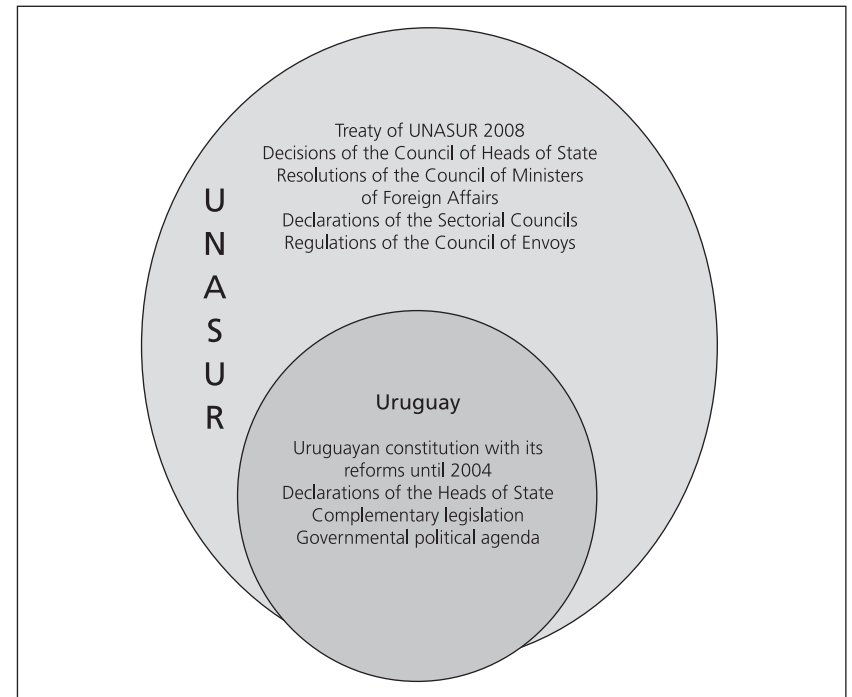 Treaty of UNASUR 2008
Decisions of the Council of Heads of State
Resolutions of the Council of Ministers
of Foreign Affairs
Declarations of the Sectorial Councils
Regulations of the Council of Envoys
U
N
A
S
U
R
Uruguay
Uruguayan constitution with its
reforms until 2004
Declarations of the Heads of State
Complementary legislation
Governmental political agenda